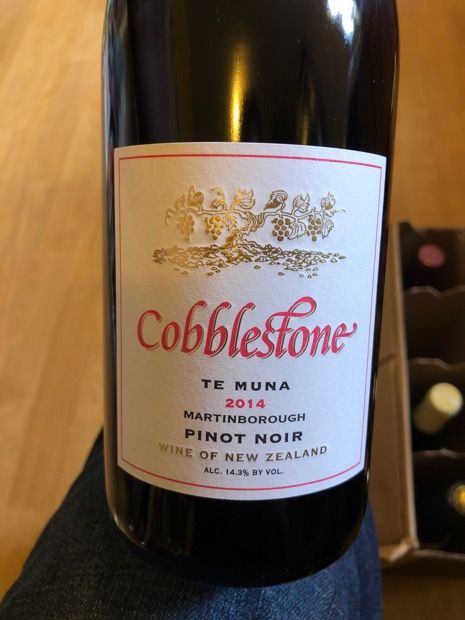 Cobblestone
TE MUNA
2014
MARTINBOROUGH
PINOT NOIR
WINE OF NEW ZEALAND
ALC. 14.3% BY VOL.